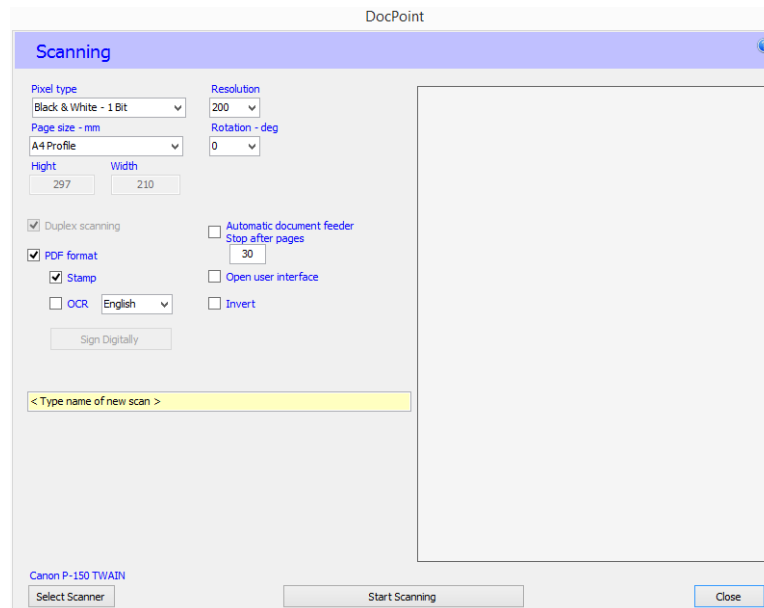 DocPoint
Scanning
Pixel type
Resolution
Black & White - 1 Bit
200
Page size - mm
Rotation - deg
A4 Profile
0
Hight
Width
297
210
Duplex scanning
Automatic document feeder
Stop after pages
30
PDF format
Stamp
Open user interface
OCR
English
Invert
Sign Digitally
< Type name of new scan >
Canon P-150 TWAIN
Select Scanner
Start Scanning
Close